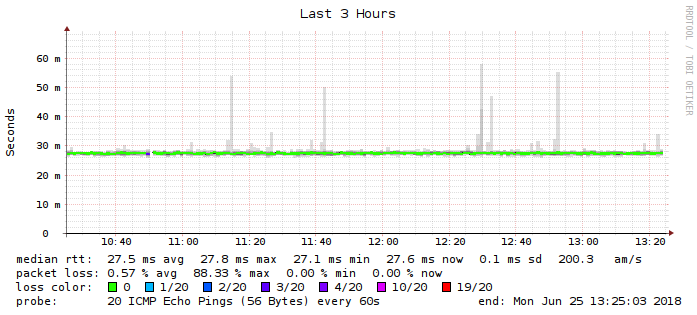 Last 3 Hours
RRDTOOL / TOBI OETIKER
Seconds
60 m
50 m
40 m
30 m
20 m
10 m
0
10:40 11:00 11:20 11:40 12:00 12:20 12:40 13:00 13:20
median rtt: 27.5 ms avg 27.8 ms max 27.1 ms min 27.6 ms now 0.1 ms sd 200.3 am/s
packet loss: 0.57 % avg 88.33 % max 0.00 % min 0.00 % now
loss color: 0 1/20 2/20 3/20 4/20 10/20 19/20
probe: 20 ICMP Echo Pings (56 Bytes) every 60s end: Mon Jun 25 13:25:03 2018